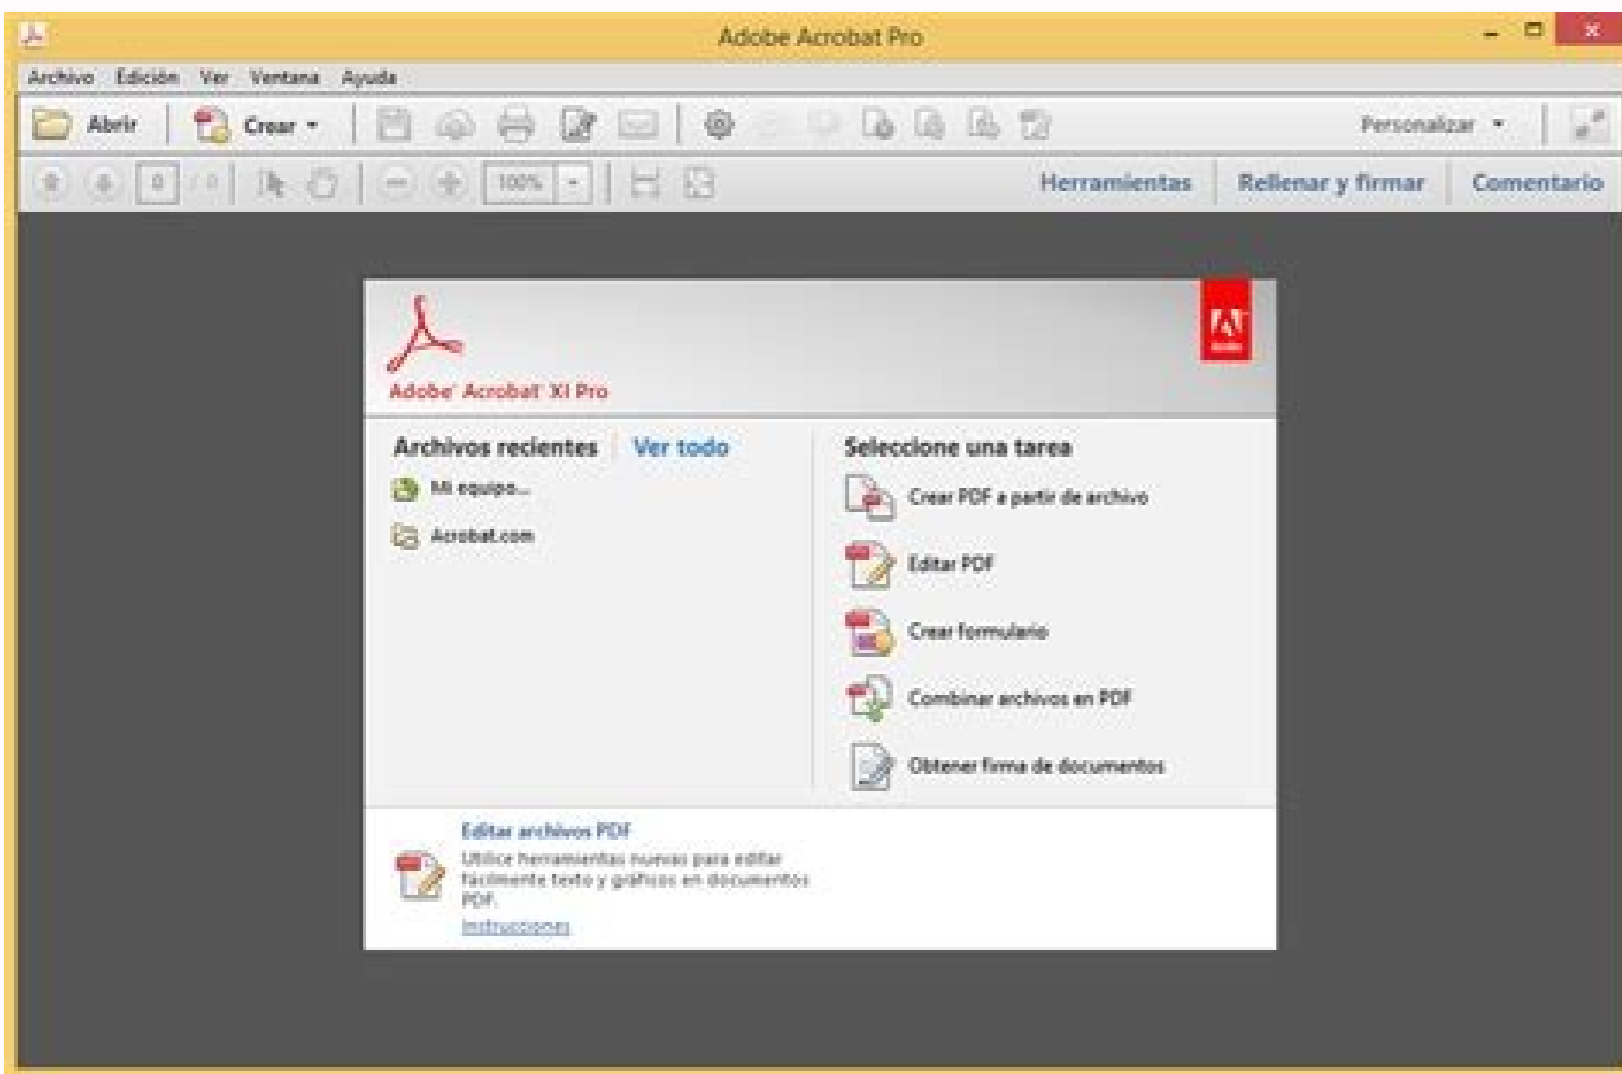 Adobe Acrobat Pro
Archivo Edición Ver Ventana Ayuda
Abrir Crear Personalizar
0 / 0 100% Herramientas Rellenar y firmar Comentario
Adobe® Acrobat® XI Pro
Adobe
Archivos recientes Ver todo
Mi equipo...
Acrobat.com
Seleccione una tarea
Crear PDF a partir de archivo
Editar PDF
Crear formulario
Combinar archivos en PDF
Obtener firma de documentos
Editar archivos PDF
Utilice herramientas nuevas para editar
fácilmente texto y gráficos en documentos
PDF.
Instrucciones